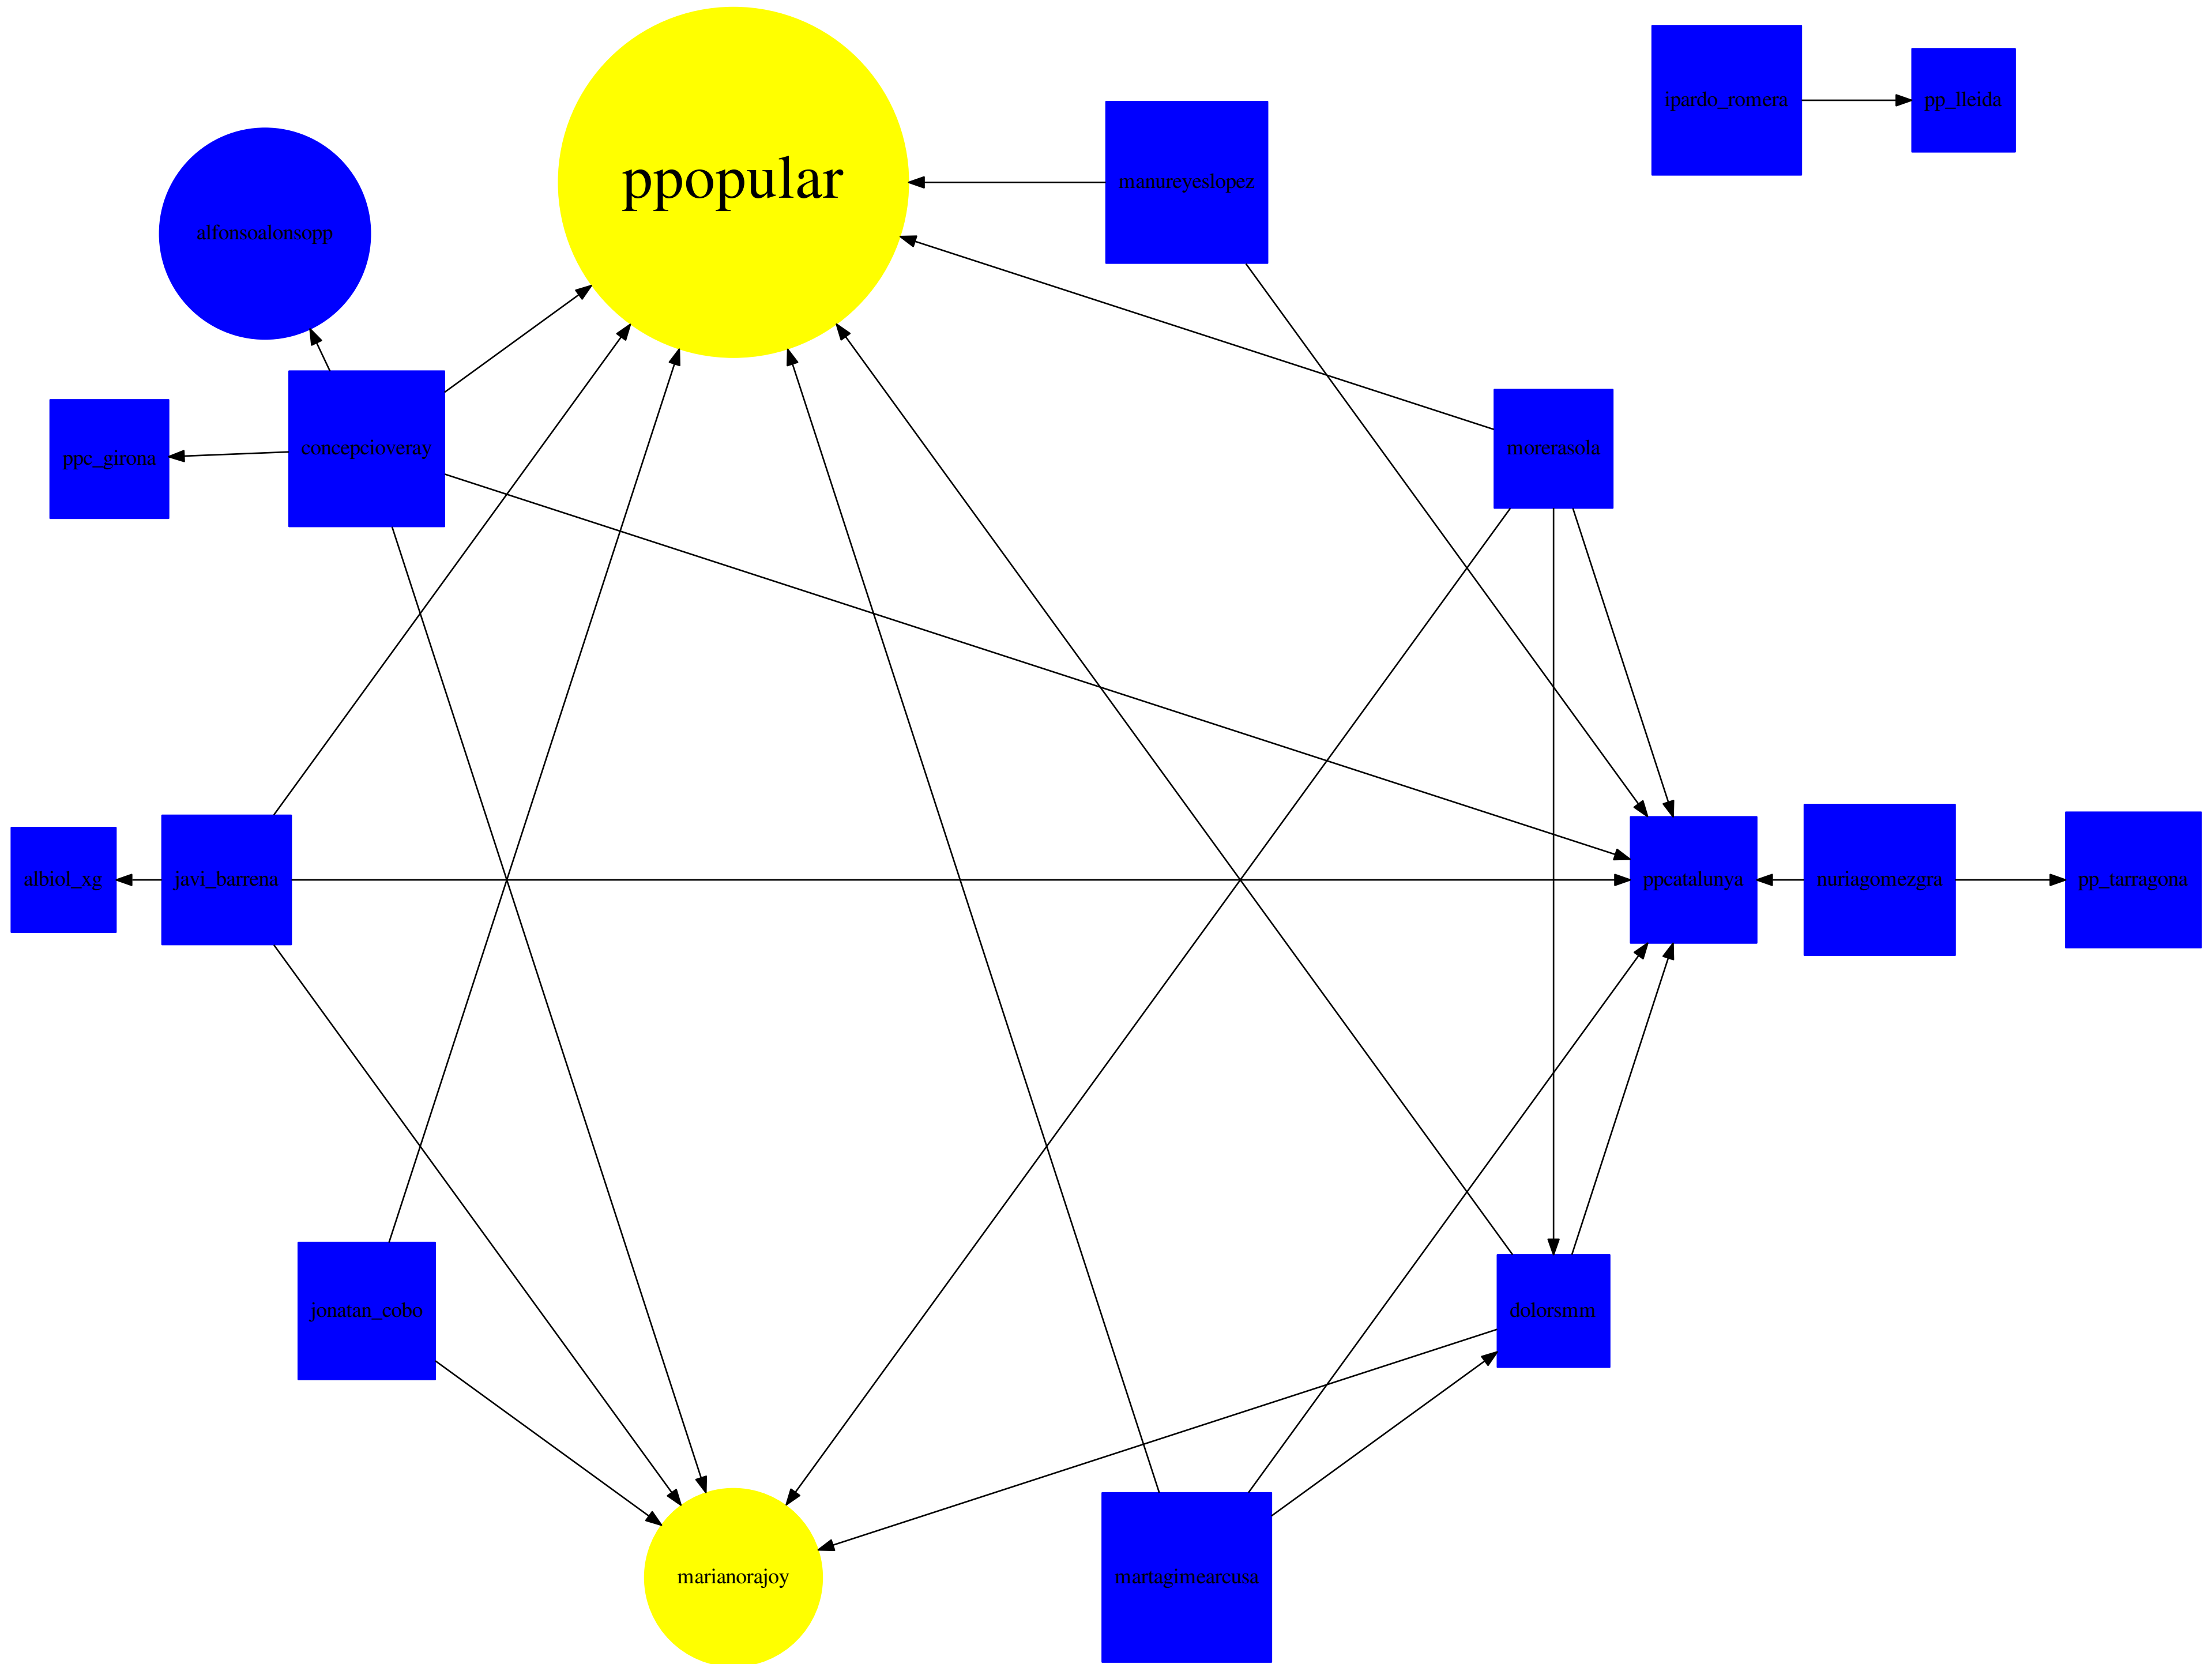 ipardo_romera
pp_lleida
ppopular
manureyeslopez
alfonsoalonsopp
concepcioveray
morerasola
ppc_girona
albiol_xg
javi_barrena
ppcatalunya
nuriagomezgra
pp_tarragona
jonatan_cobo
dolorsmm
marianorajoy
martagimearcusa